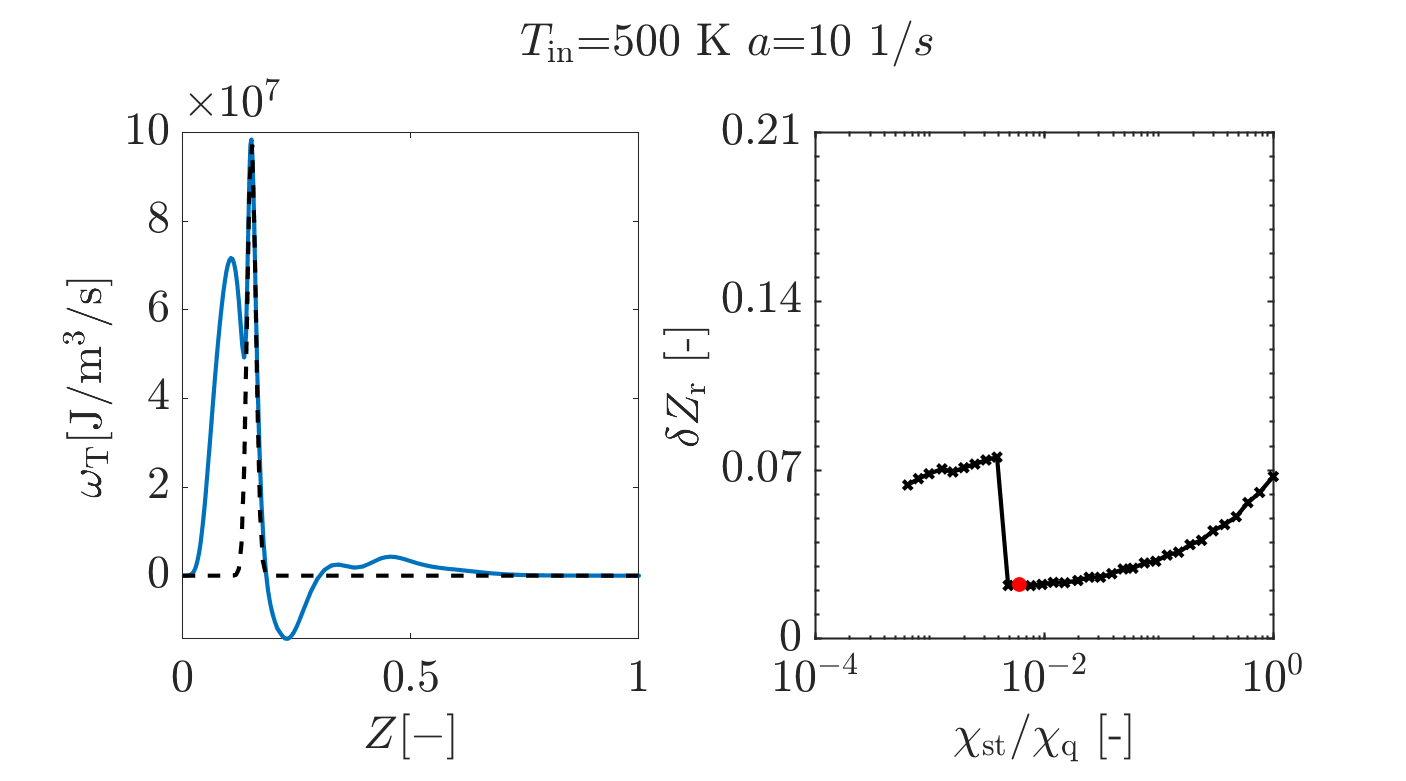 T_in=500 K a=10 1/s
×10^7
10
8
6
4
2
0
ω_T[J/m^3/s]
0 0.5 1
Z[−]
0.21
0.14
0.07
0
δZ_r [-]
10^−4 10^−2 10^0
χ_st/χ_q [-]